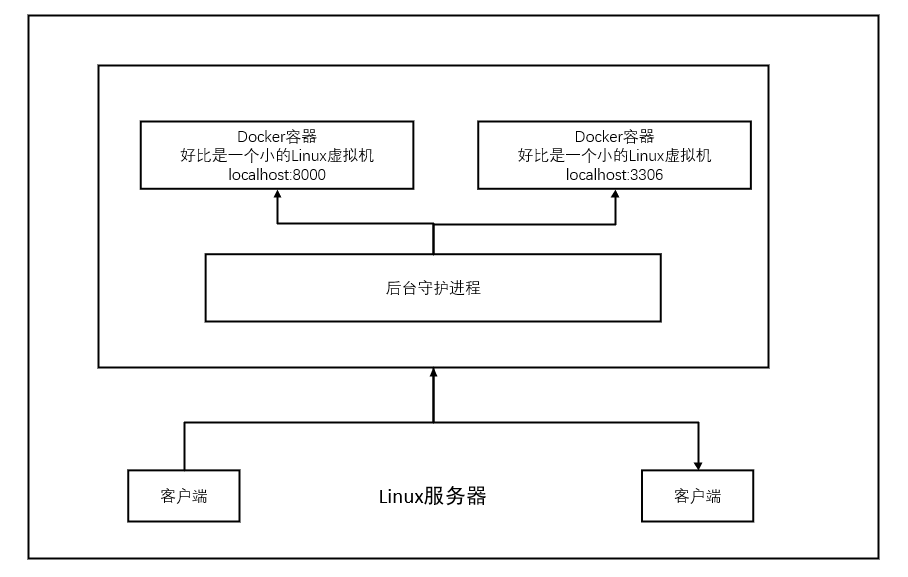 Docker容器
好比是一个小的Linux虚拟机
localhost:8000
Docker容器
好比是一个小的Linux虚拟机
localhost:3306
后台守护进程
客户端
Linux服务器
客户端